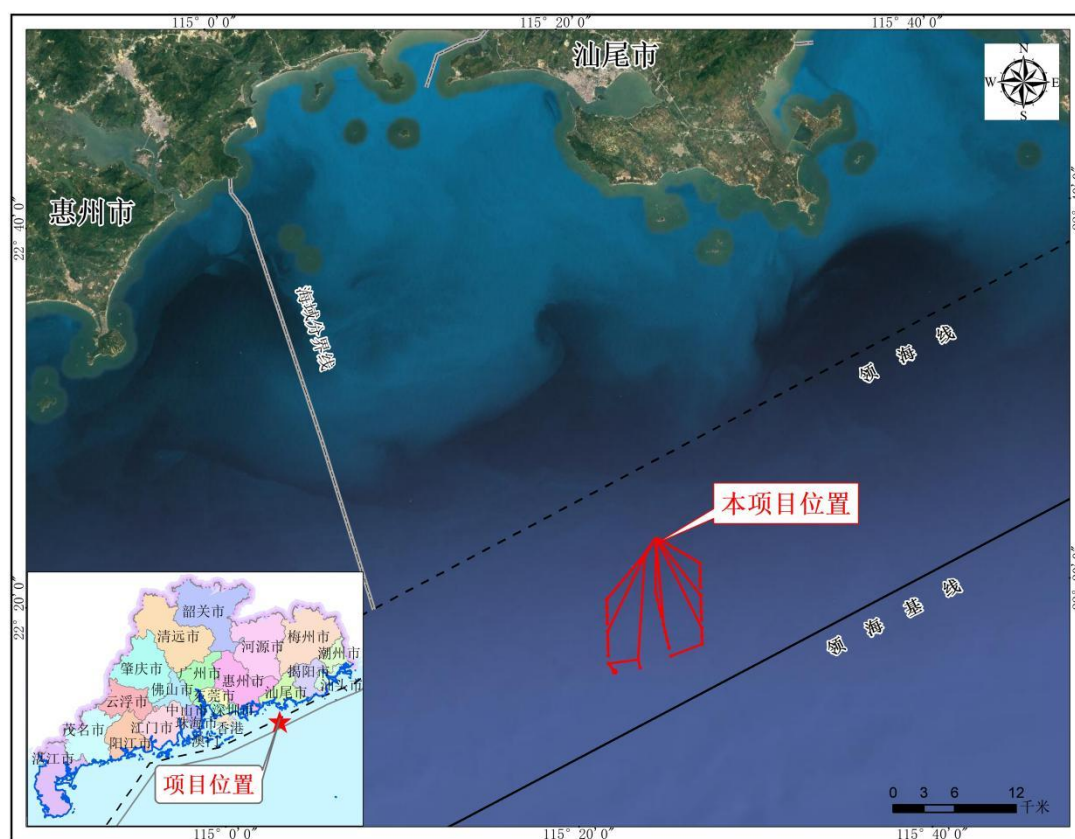 115° 0′0″
115° 20′0″
115° 40′0″
汕尾市
N
W
E
S
惠州市
22° 40′0″
22° 40′0″
海域分界线
领海线
本项目位置
22° 20′0″
领海基线
韶关市
清远市
梅州市
河源市
潮州市
肇庆市
广州市
揭阳市
惠州市
佛山市
汕头市
云浮市
东莞市
汕尾市
中山市
深圳市
茂名市
江门市
珠海市
香港
阳江市
澳门
湛江市
项目位置
0 3 6 12
千米
115° 0′0″
115° 20′0″
115° 40′0″